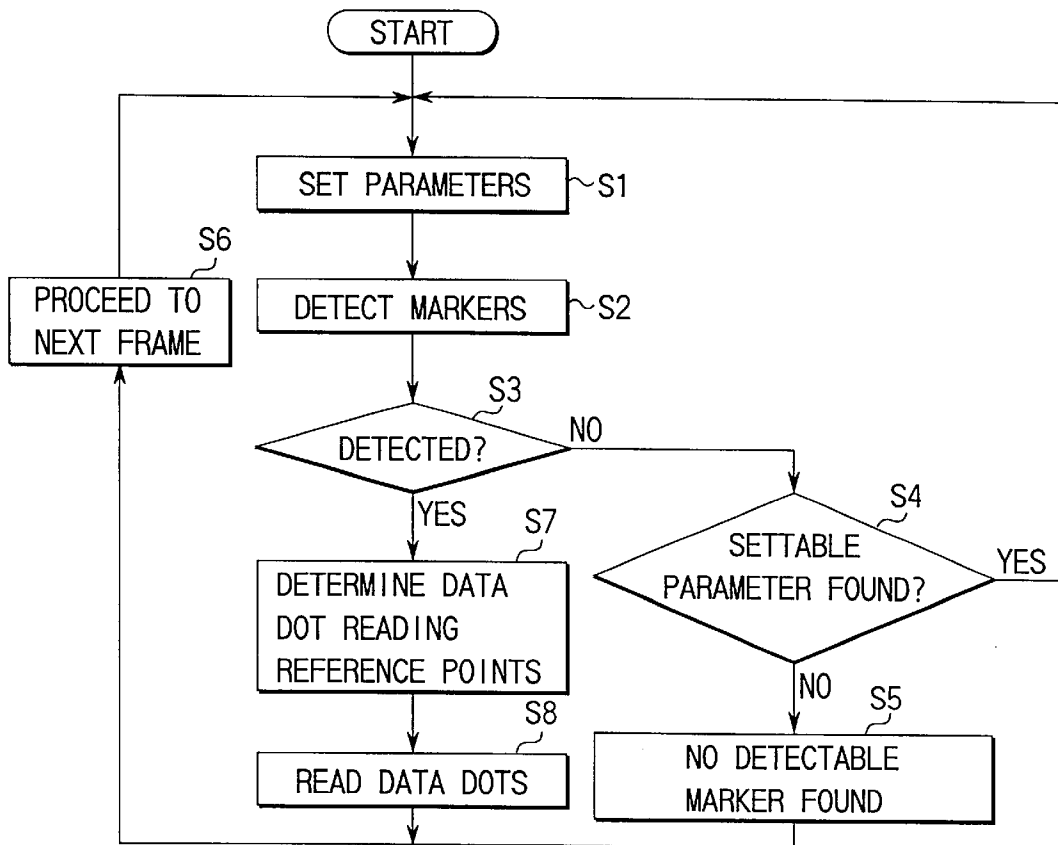 START
SET PARAMETERS
S1
S6
PROCEED TO
NEXT FRAME
DETECT MARKERS
S2
S3
DETECTED?
NO
YES
S4
SETTABLE
PARAMETER FOUND?
YES
S7
DETERMINE DATA
DOT READING
REFERENCE POINTS
NO
S5
NO DETECTABLE
MARKER FOUND
S8
READ DATA DOTS